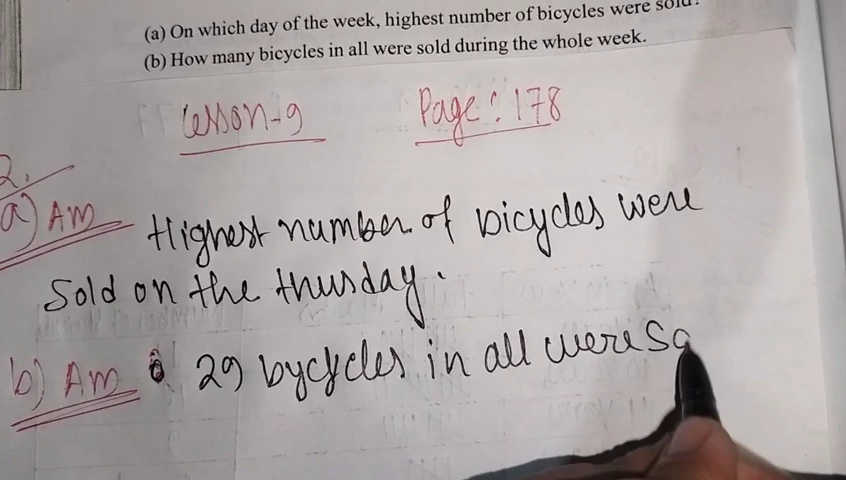 (a) On which day of the week, highest number of bicycles were sold?
(b) How many bicycles in all were sold during the whole week.
Lesson-9 Page: 178
2.
a) Ans Highest number of bicycles were
sold on the thusday.
b) Ans 29 bycycles in all were so